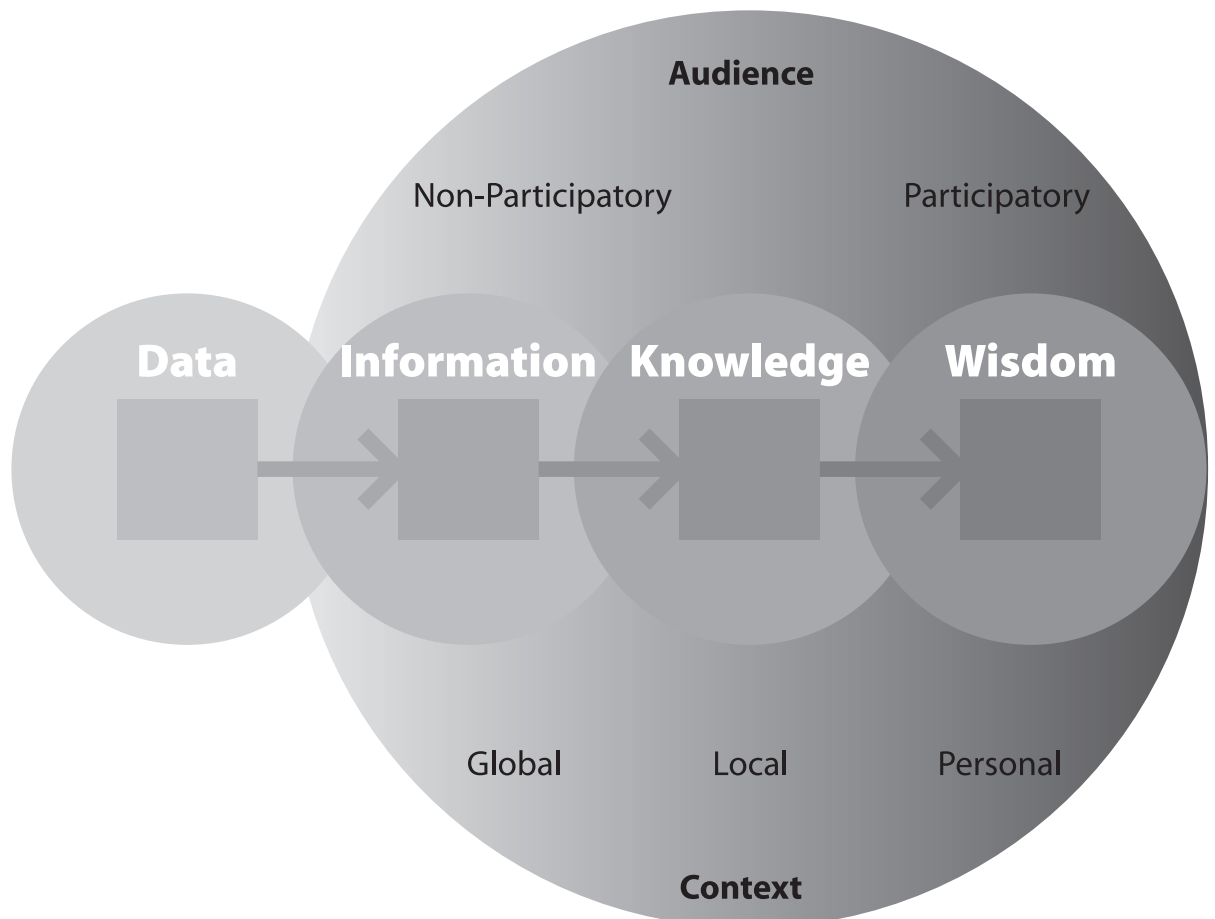 Audience
Non-Participatory Participatory
Data Information Knowledge Wisdom
Global Local Personal
Context